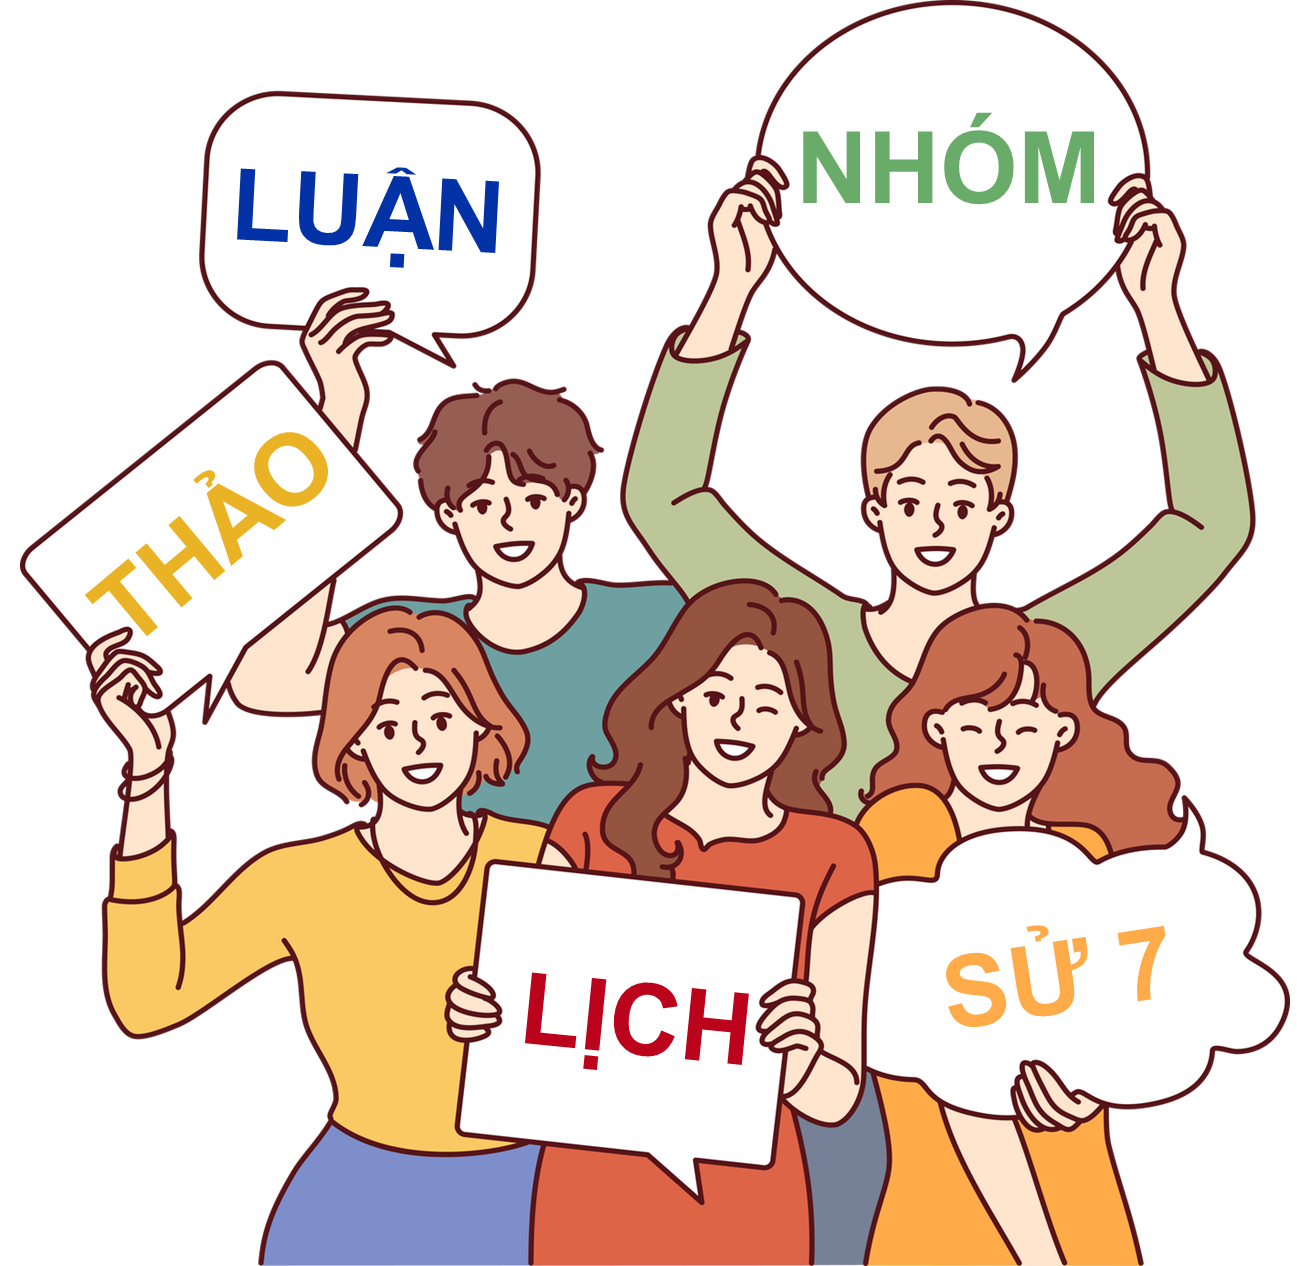 THẢO
LUẬN
NHÓM
LỊCH
SỬ 7